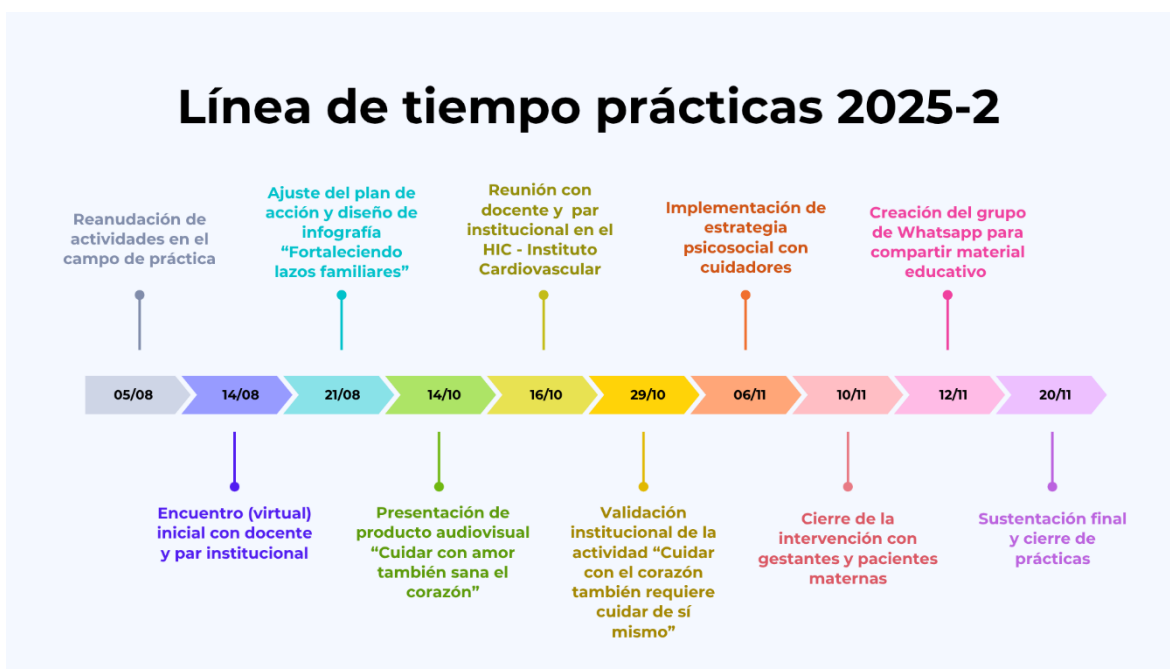 Línea de tiempo prácticas 2025-2
Reanudación de
actividades en el
campo de práctica
Ajuste del plan de
acción y diseño de
infografía
“Fortaleciendo
lazos familiares”
Reunión con
docente y par
institucional en el
HIC - Instituto
Cardiovascular
Implementación de
estrategia
psicosocial con
cuidadores
Creación del grupo
de Whatsapp para
compartir material
educativo
05/08
14/08
21/08
14/10
16/10
29/10
06/11
10/11
12/11
20/11
Encuentro (virtual)
inicial con docente
y par institucional
Presentación de
producto audiovisual
“Cuidar con amor
también sana el
corazón”
Validación
institucional de la
actividad “Cuidar
con el corazón
también requiere
cuidar de sí
mismo”
Cierre de la
intervención con
gestantes y pacientes
maternas
Sustentación final
y cierre de
prácticas